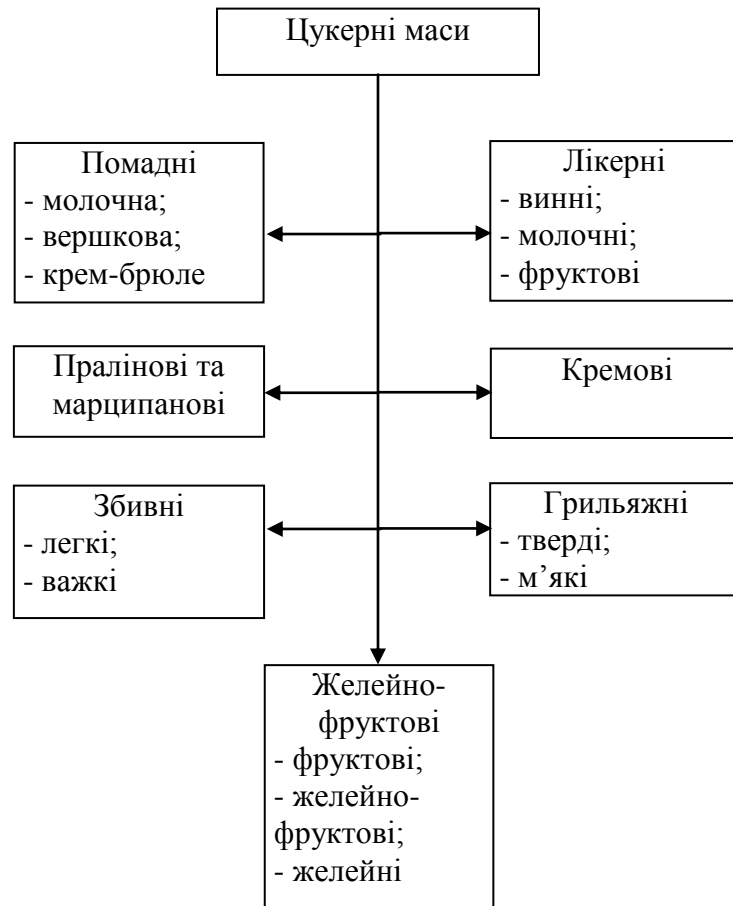 Цукерні маси
Помадні
- молочна;
- вершкова;
- крем-брюле
Лікерні
- винні;
- молочні;
- фруктові
Пралінові та
марципанові
Кремові
Збивні
- легкі;
- важкі
Грильяжні
- тверді;
- м’які
Желейно-
фруктові
- фруктові;
- желейно-
фруктові;
- желейні